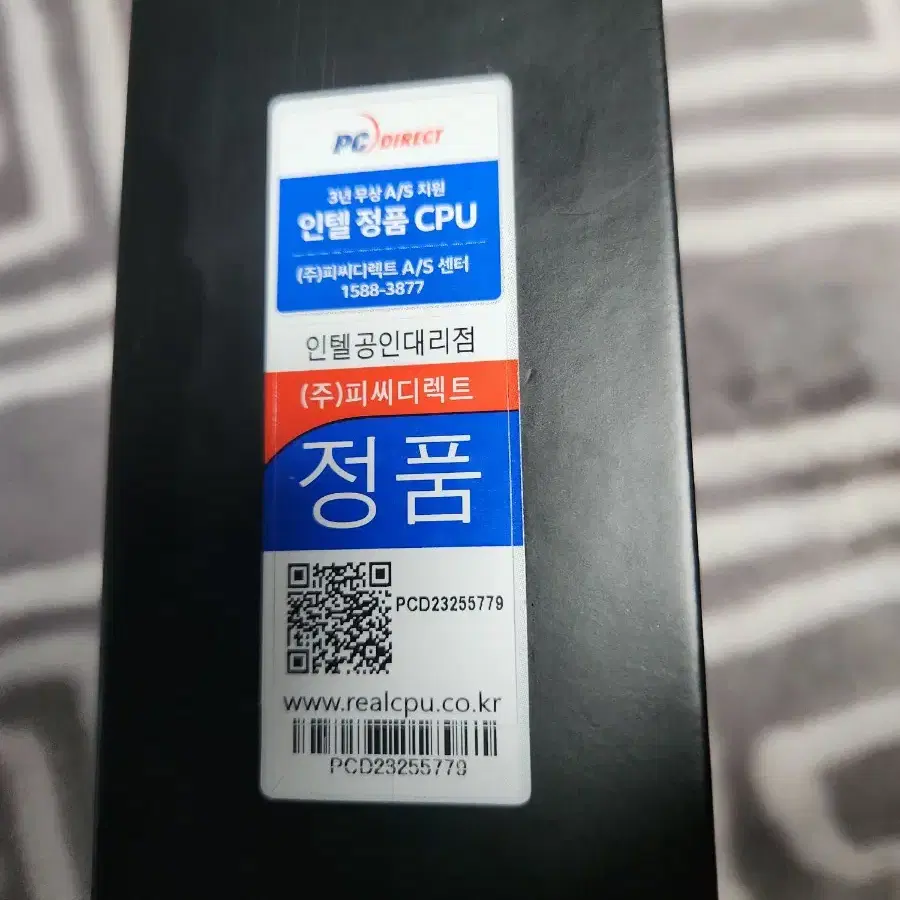 PC DIRECT
3년 무상 A/S 지원
인텔 정품 CPU
(주)피씨디렉트 A/S 센터
1588-3877
인텔공인대리점
(주)피씨디렉트
정품
PCD23255779
www.realcpu.co.kr
PCD23255779